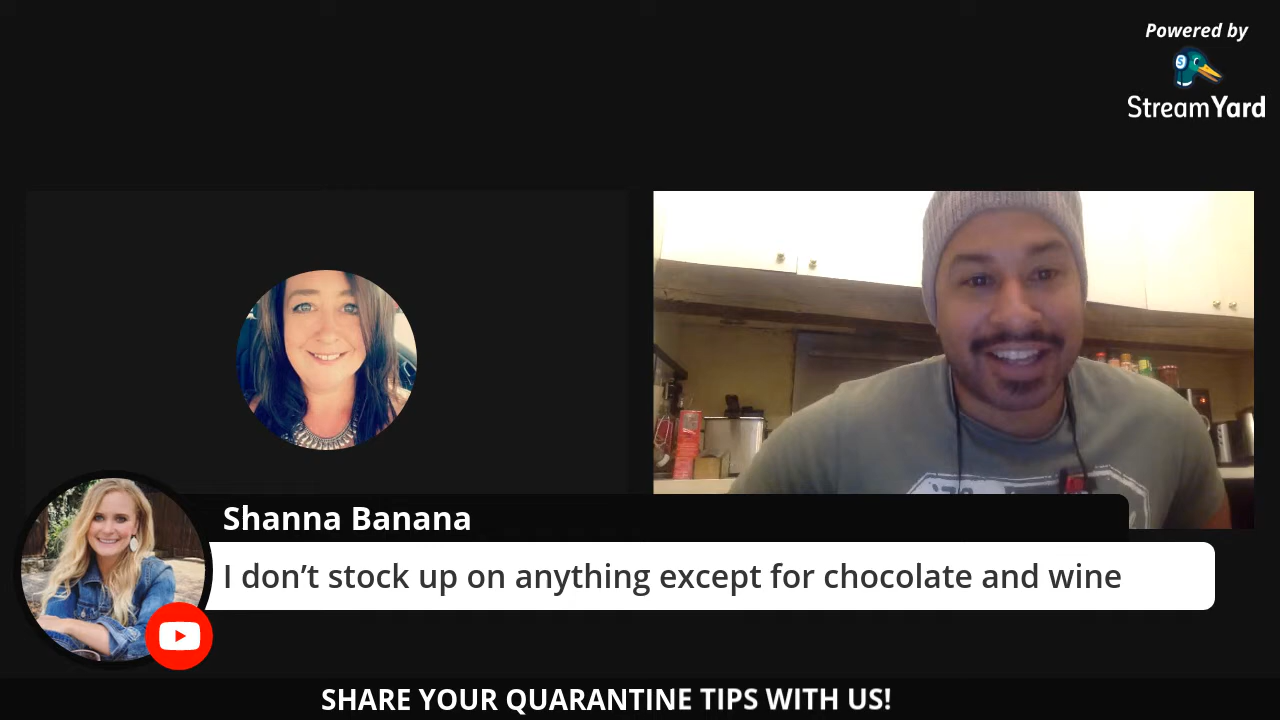 Powered by
StreamYard
Shanna Banana
I don’t stock up on anything except for chocolate and wine
SHARE YOUR QUARANTINE TIPS WITH US!